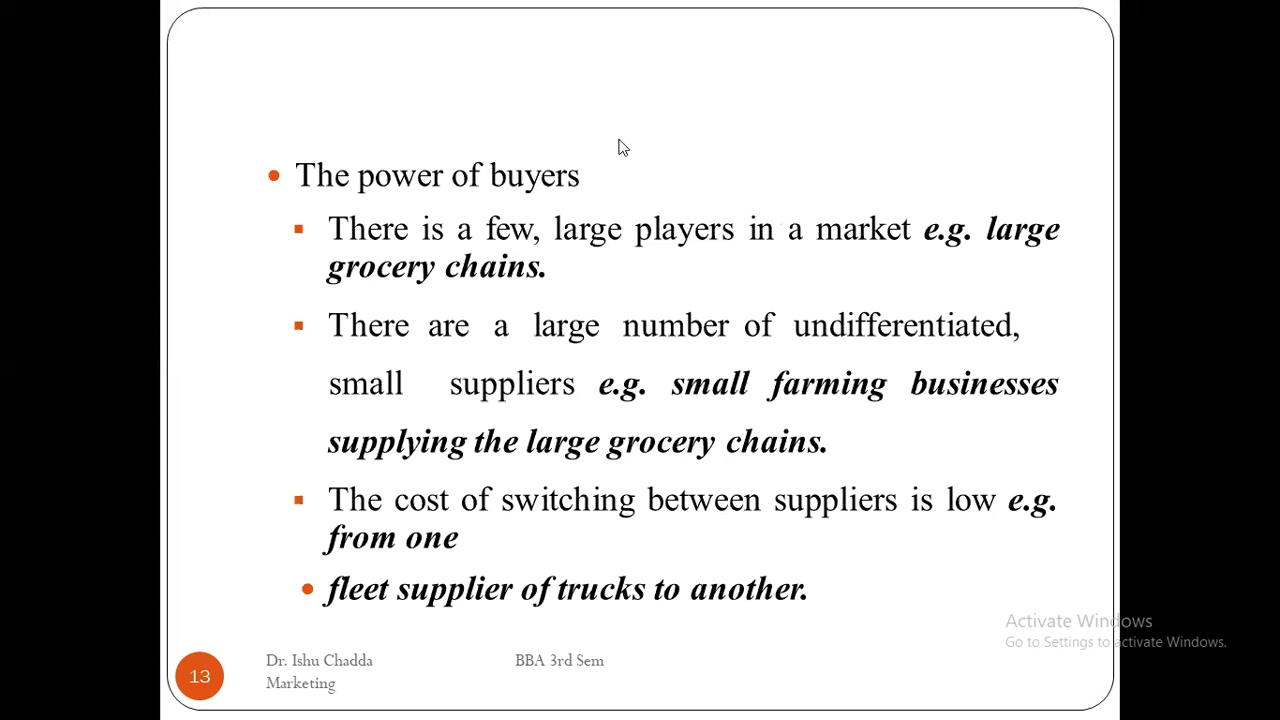 The power of buyers
There is a few, large players in a market e.g. large
grocery chains.
There are a large number of undifferentiated,
small suppliers e.g. small farming businesses
supplying the large grocery chains.
The cost of switching between suppliers is low e.g.
from one
fleet supplier of trucks to another.
Activate Windows
Go to Settings to activate Windows.
Dr. Ishu Chadda BBA 3rd Sem
Marketing
13